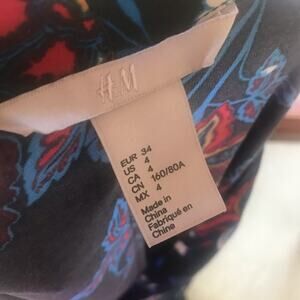 H&M
EUR 34
US 4
CA 4
CN 160/80A
MX 4
Made in
China
Fabriqué en
Chine